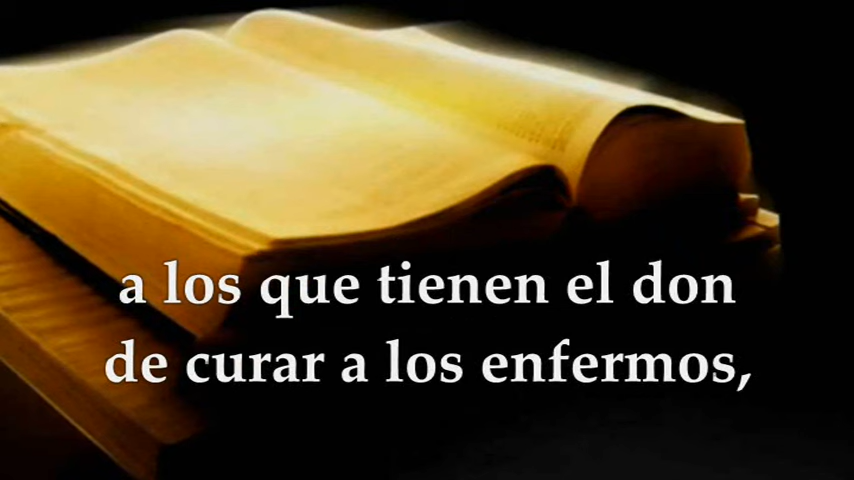 a los que tienen el don
de curar a los enfermos,